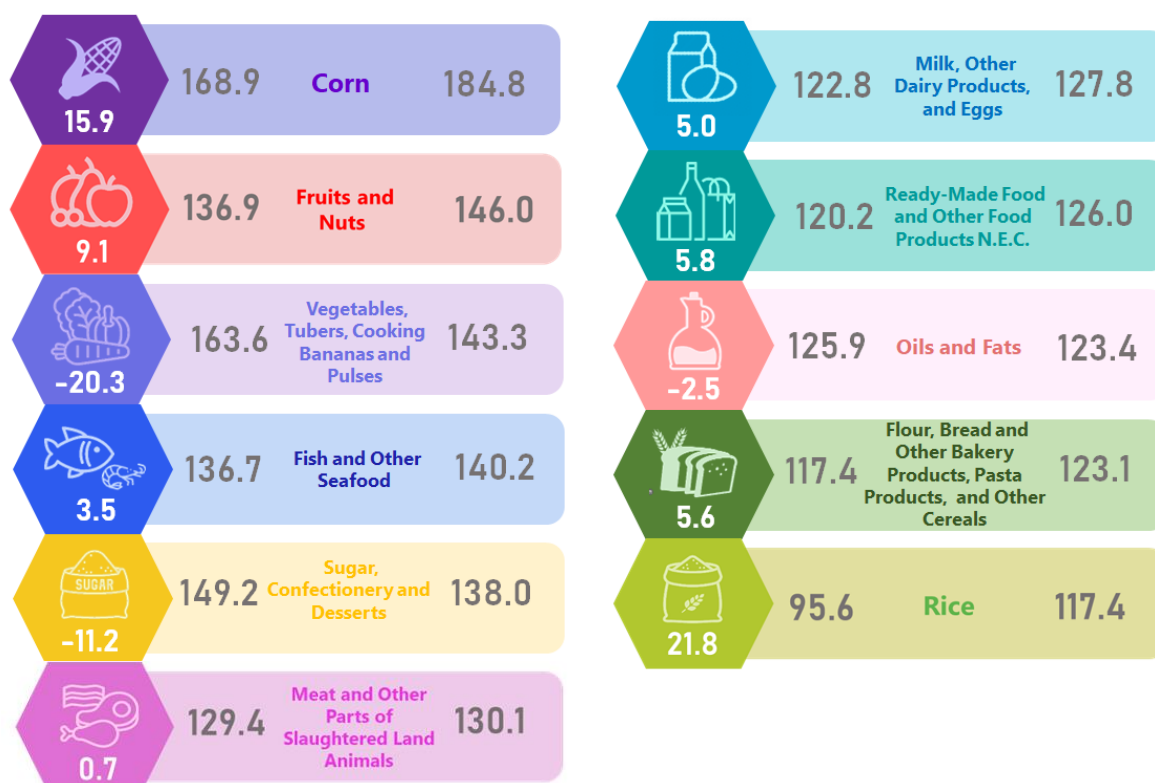 168.9 Corn 184.8
15.9
136.9 Fruits and Nuts 146.0
9.1
163.6 Vegetables, Tubers, Cooking Bananas and Pulses 143.3
-20.3
136.7 Fish and Other Seafood 140.2
3.5
SUGAR
149.2 Sugar, Confectionery and Desserts 138.0
-11.2
129.4 Meat and Other Parts of Slaughtered Land Animals 130.1
0.7
122.8 Milk, Other Dairy Products, and Eggs 127.8
5.0
120.2 Ready-Made Food and Other Food Products N.E.C. 126.0
5.8
125.9 Oils and Fats 123.4
-2.5
117.4 Flour, Bread and Other Bakery Products, Pasta Products, and Other Cereals 123.1
5.6
95.6 Rice 117.4
21.8